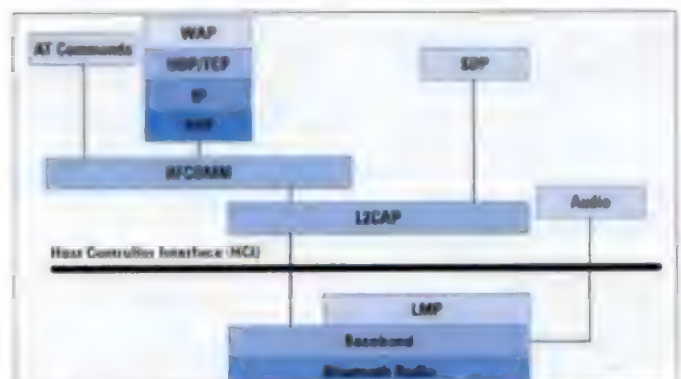 WAP
AT Commands
UDP/TCP
SDP
IP
PPP
RFCOMM
Audio
L2CAP
Host Controller Interface (HCI)
LMP
Baseband
Bluetooth Radio